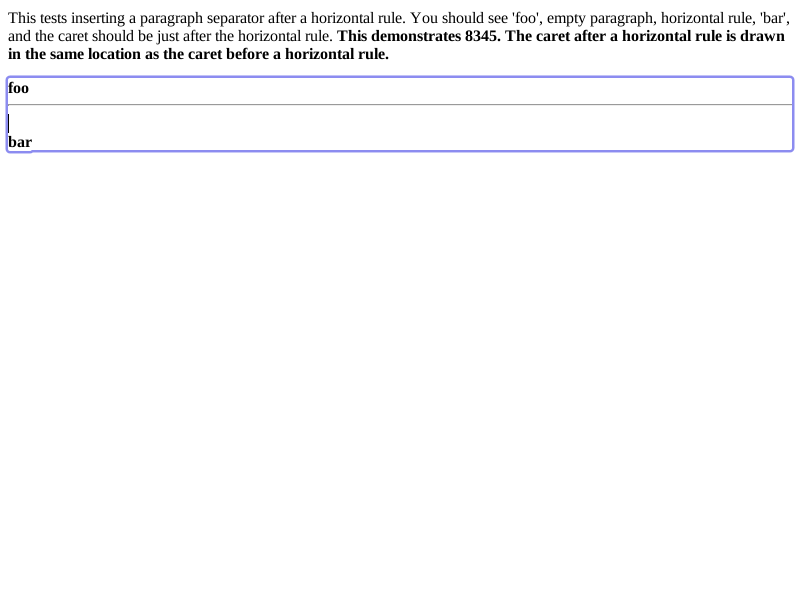 This tests inserting a paragraph separator after a horizontal rule. You should see 'foo', empty paragraph, horizontal rule, 'bar',
and the caret should be just after the horizontal rule. This demonstrates 8345. The caret after a horizontal rule is drawn
in the same location as the caret before a horizontal rule.
foo
bar